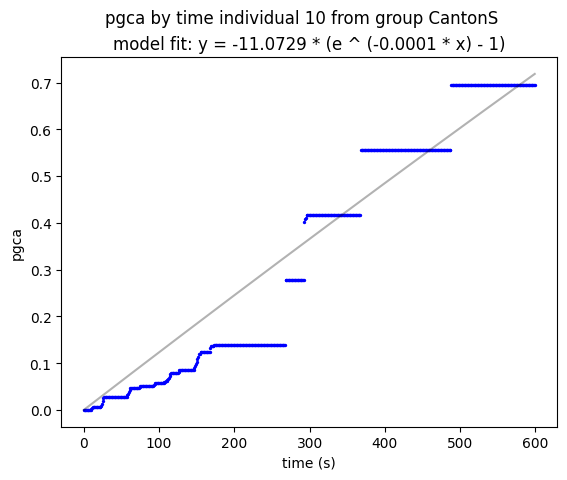 pgca by time individual 10 from group CantonS
model fit: y = -11.0729 * (e ^ (-0.0001 * x) - 1)
0.7
0.6
0.5
0.4
0.3
0.2
0.1
0.0
pgca
0 100 200 300 400 500 600
time (s)